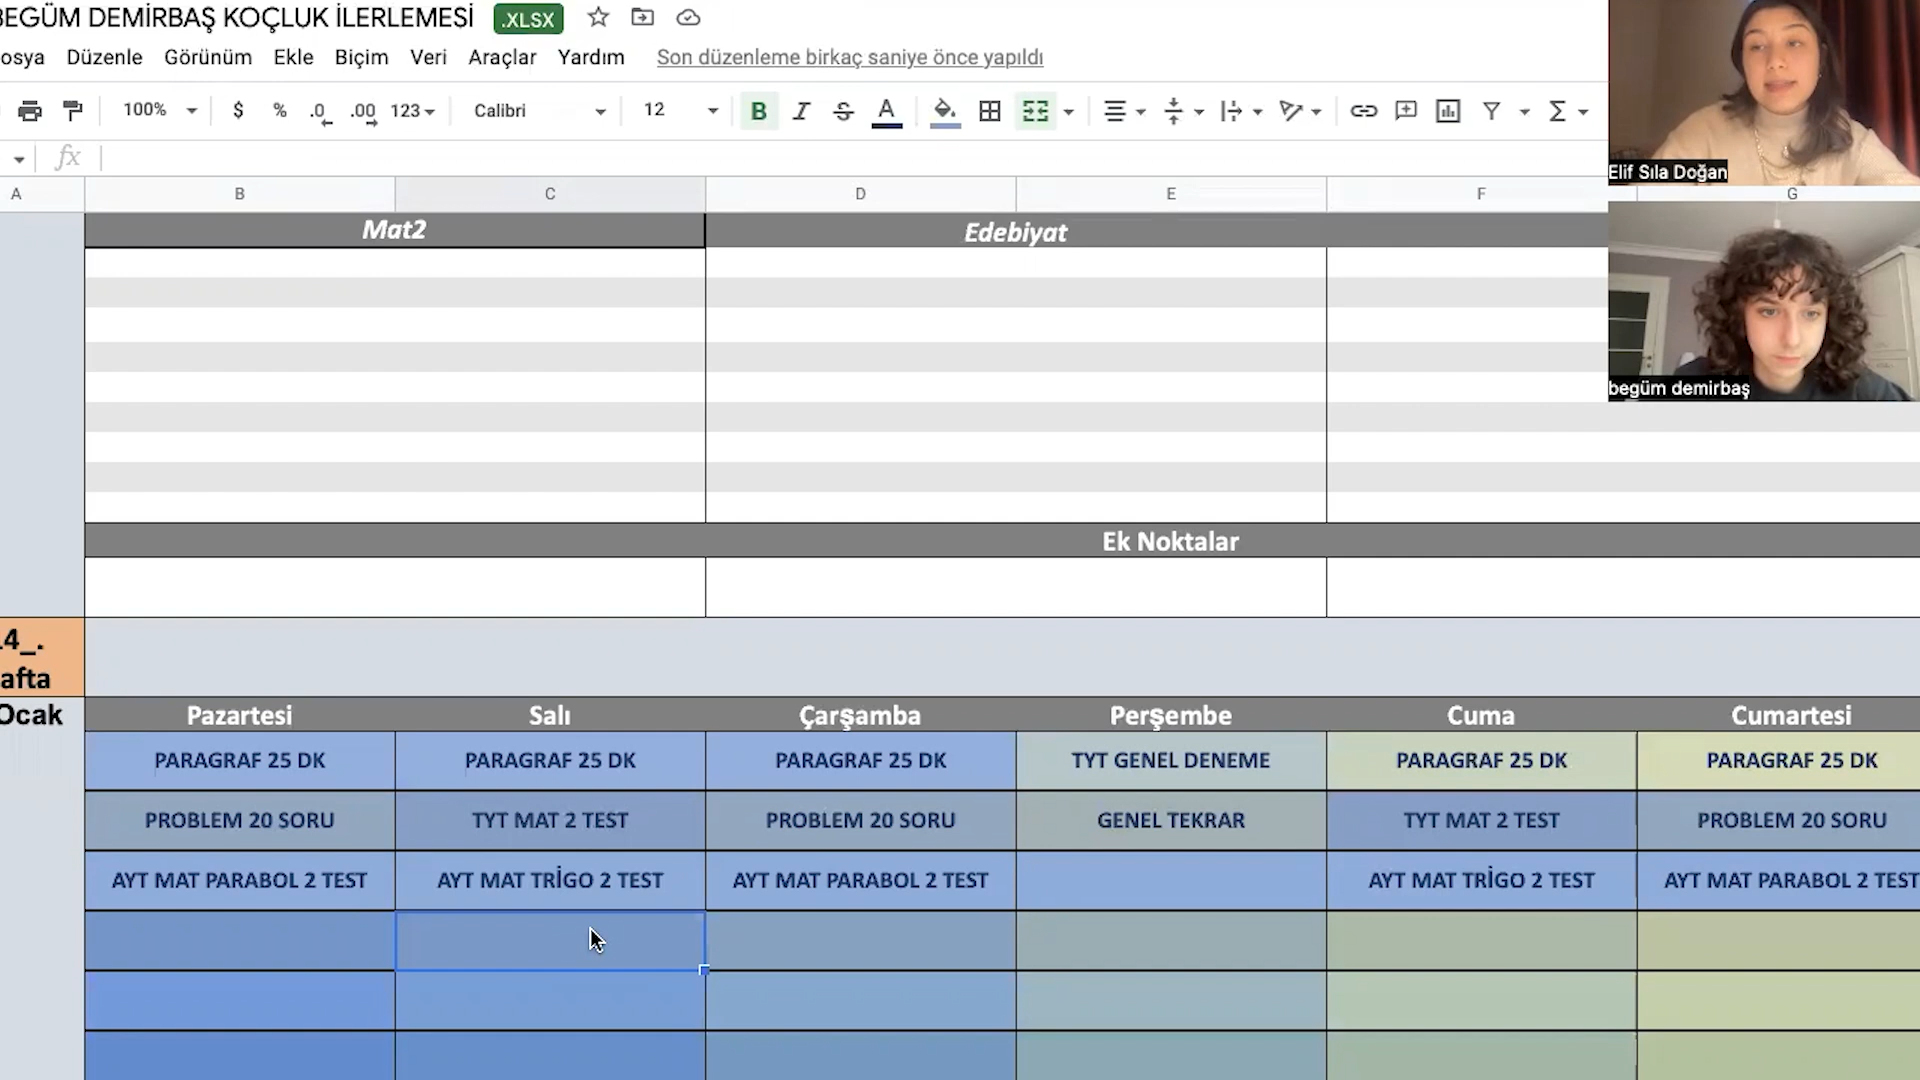 BEGÜM DEMİRBAŞ KOÇLUK İLERLEMESİ .XLSX
osya Düzenle Görünüm Ekle Biçim Veri Araçlar Yardım Son düzenleme birkaç saniye önce yapıldı
100% $ % .0 .00 123 Calibri 12 B I S A Σ
fx
Elif Sıla Doğan
A B C D E F G
Mat2 Edebiyat
begüm demirbaş
Ek Noktalar
14_.
afta
Ocak Pazartesi Salı Çarşamba Perşembe Cuma Cumartesi
PARAGRAF 25 DK PARAGRAF 25 DK PARAGRAF 25 DK TYT GENEL DENEME PARAGRAF 25 DK PARAGRAF 25 DK
PROBLEM 20 SORU TYT MAT 2 TEST PROBLEM 20 SORU GENEL TEKRAR TYT MAT 2 TEST PROBLEM 20 SORU
AYT MAT PARABOL 2 TEST AYT MAT TRİGO 2 TEST AYT MAT PARABOL 2 TEST AYT MAT TRİGO 2 TEST AYT MAT PARABOL 2 TEST